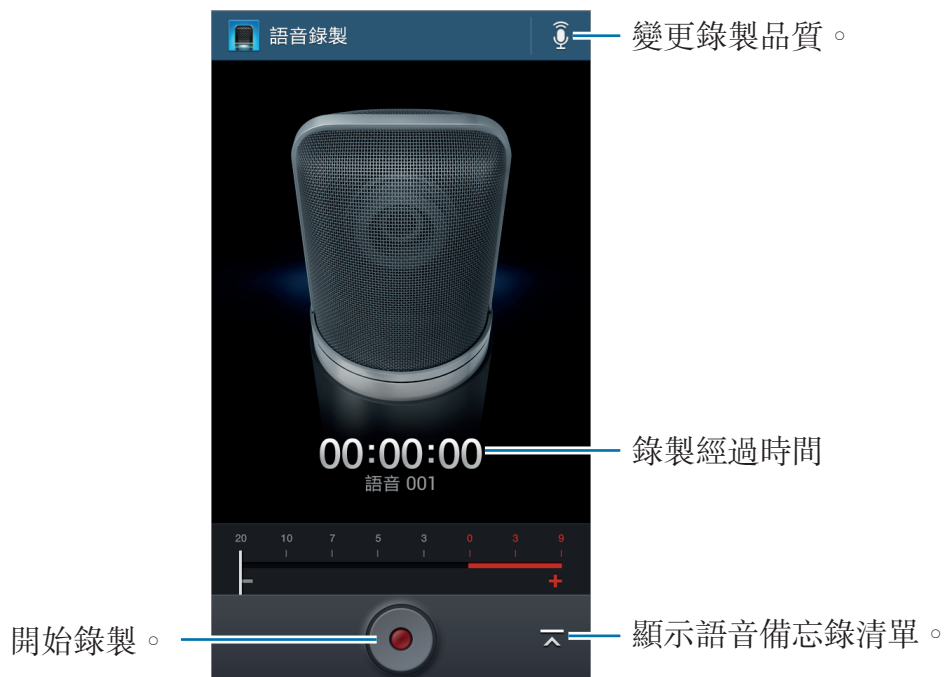 語音錄製
變更錄製品質。
00:00:00
錄製經過時間
語音 001
20 10 7 5 3 0 3 9
- +
開始錄製。
顯示語音備忘錄清單。